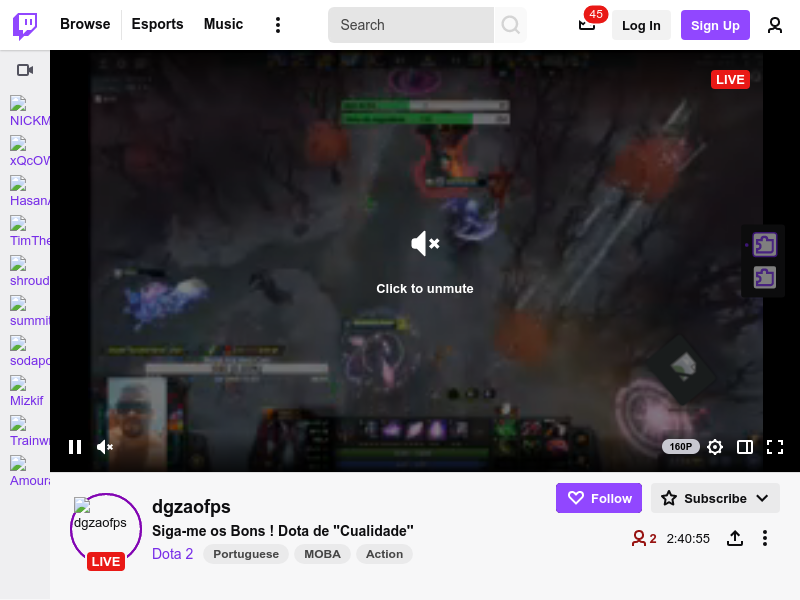 Browse
Esports
Music
Search
45
Log In
Sign Up
LIVE
NICKM
xQcOW
HasanA
TimThe
shroud
summit
sodapo
Mizkif
Trainw
Amoura
Click to unmute
160P
dgzaofps
LIVE
dgzaofps
Siga-me os Bons ! Dota de "Cualidade"
Dota 2
Portuguese
MOBA
Action
Follow
Subscribe
2
2:40:55